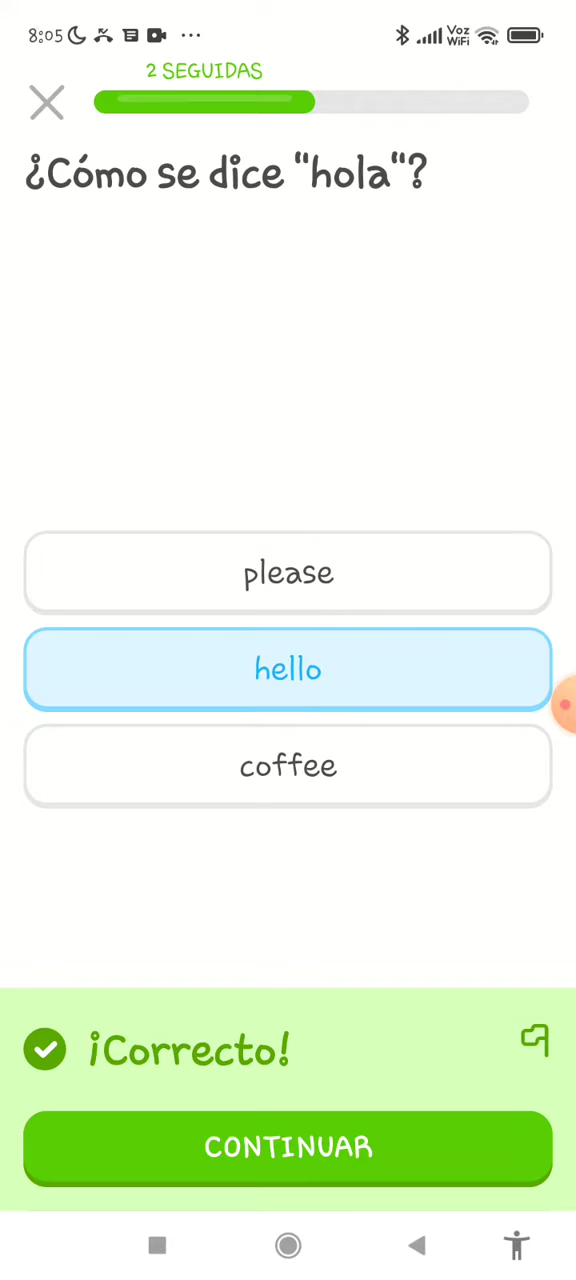 8:05
Voz
WiFi
2 SEGUIDAS
¿Cómo se dice "hola"?
please
hello
coffee
¡Correcto!
CONTINUAR